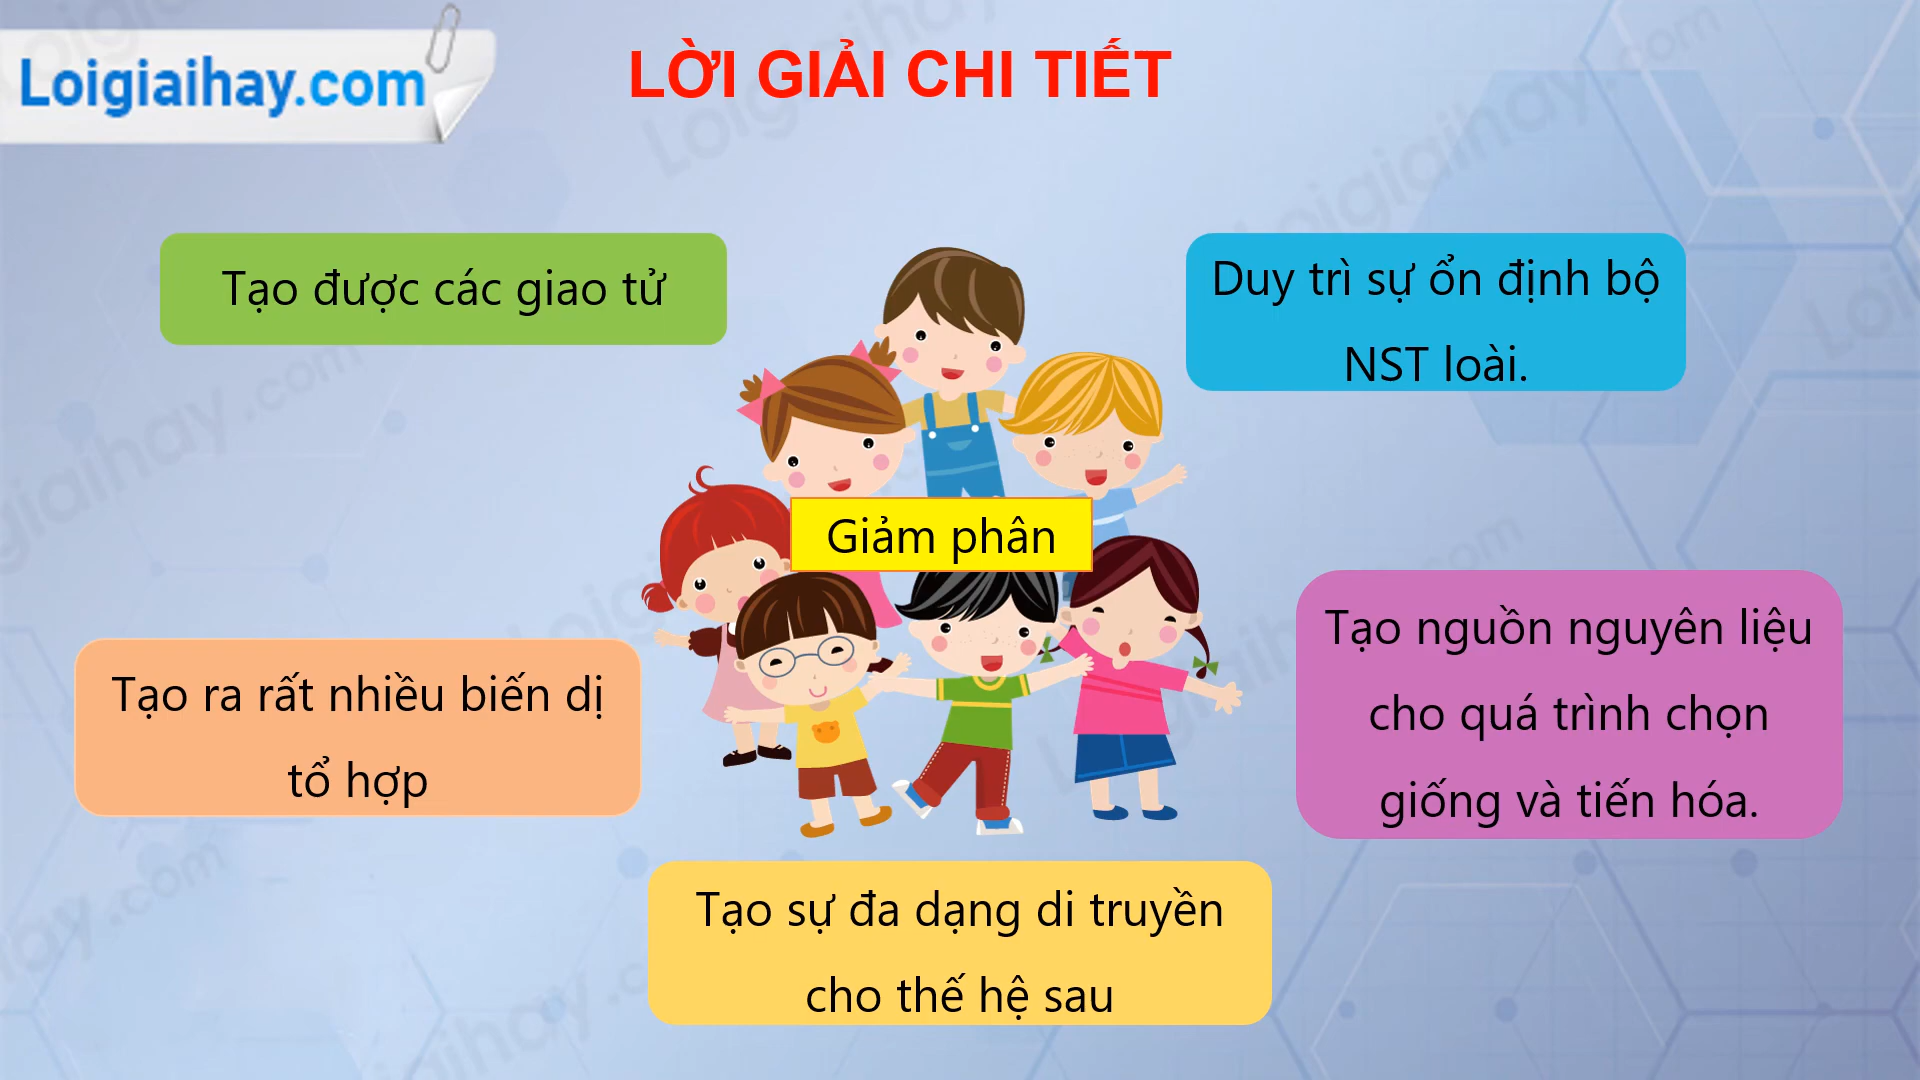 Loigiaihay.com
LỜI GIẢI CHI TIẾT
Tạo được các giao tử
Duy trì sự ổn định bộ
NST loài.
Giảm phân
Tạo ra rất nhiều biến dị
tổ hợp
Tạo nguồn nguyên liệu
cho quá trình chọn
giống và tiến hóa.
Tạo sự đa dạng di truyền
cho thế hệ sau